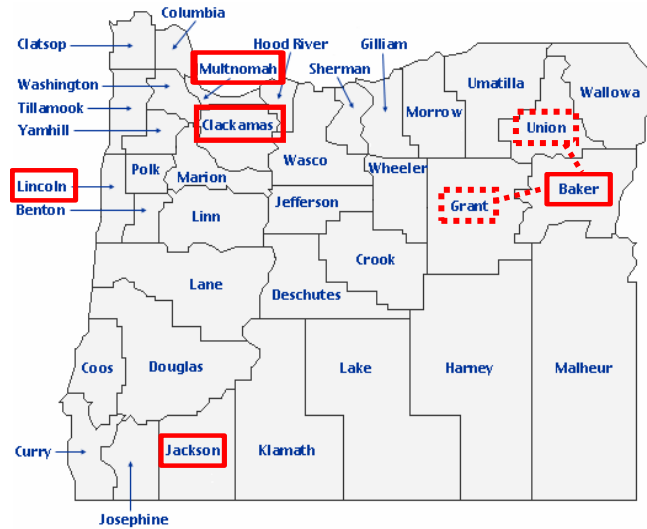 Columbia
Clatsop
Hood River
Gilliam
Multnomah
Sherman
Umatilla
Wallowa
Washington
Tillamook
Morrow
Clackamas
Union
Yamhill
Wasco
Polk
Wheeler
Marion
Lincoln
Baker
Jefferson
Benton
Linn
Grant
Crook
Lane
Deschutes
Coos
Douglas
Lake
Harney
Malheur
Curry
Jackson
Klamath
Josephine